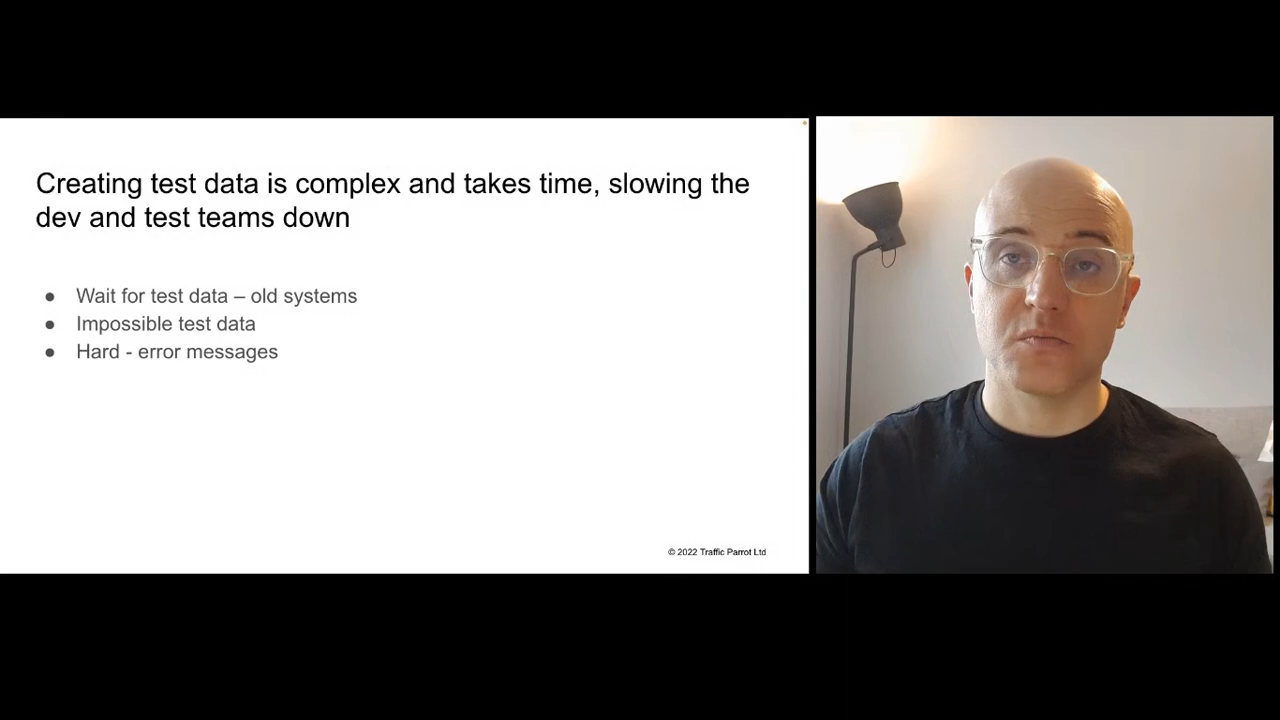 Creating test data is complex and takes time, slowing the
dev and test teams down
● Wait for test data – old systems
● Impossible test data
● Hard - error messages
© 2022 Traffic Parrot Ltd